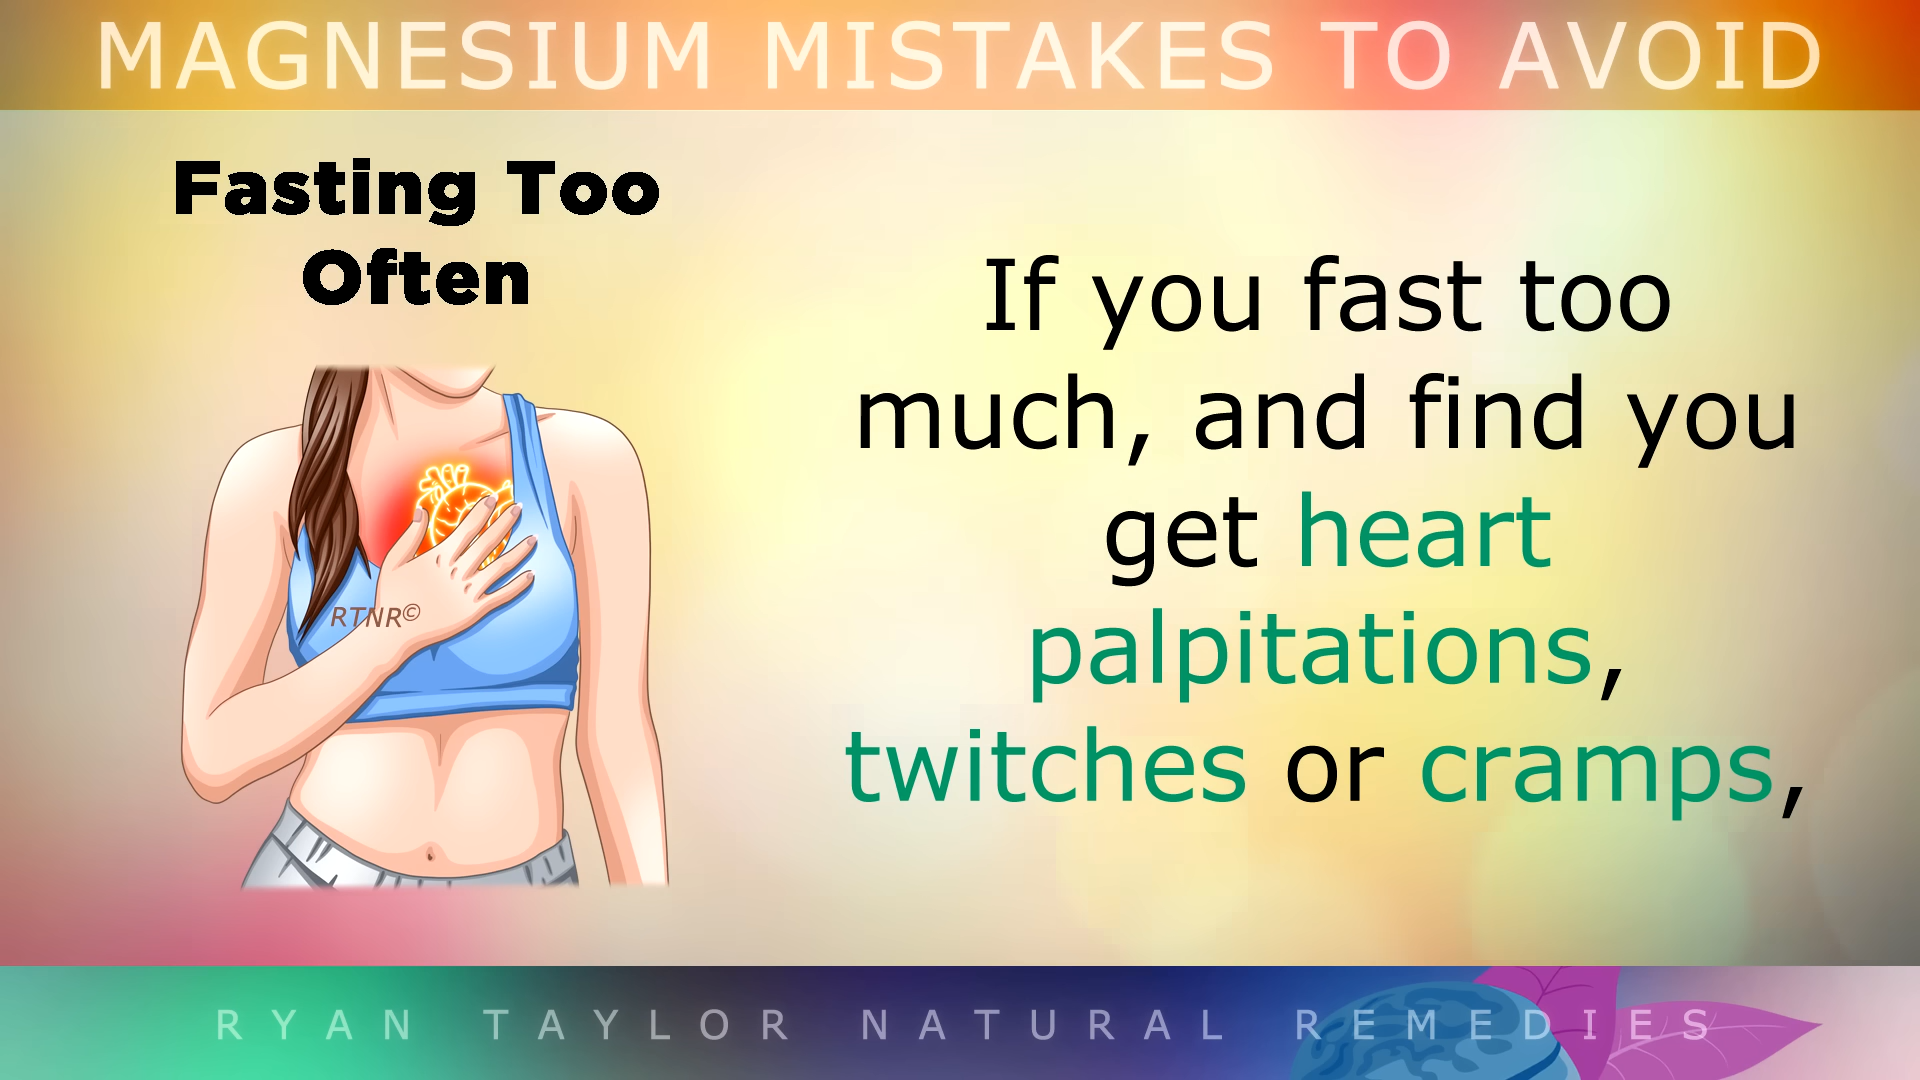 MAGNESIUM MISTAKES TO AVOID
Fasting Too
Often
If you fast too
much, and find you
get heart
palpitations,
twitches or cramps,
RTNR©
RYAN TAYLOR NATURAL REMEDIES